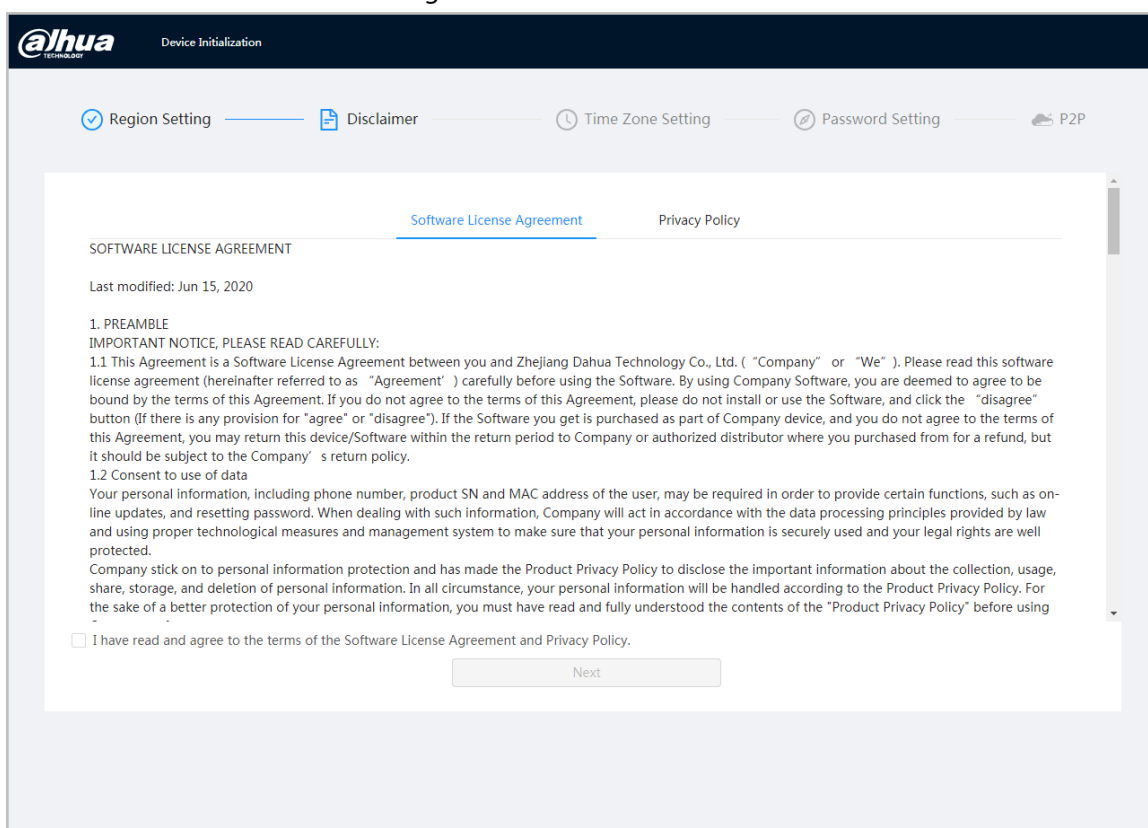 alhua
TECHNOLOGY
Device Initialization
Region Setting
Disclaimer
Time Zone Setting
Password Setting
P2P
Software License Agreement
Privacy Policy
SOFTWARE LICENSE AGREEMENT
Last modified: Jun 15, 2020
1. PREAMBLE
IMPORTANT NOTICE, PLEASE READ CAREFULLY:
1.1 This Agreement is a Software License Agreement between you and Zhejiang Dahua Technology Co., Ltd. ( “Company” or “We” ). Please read this software
license agreement (hereinafter referred to as “Agreement’ ) carefully before using the Software. By using Company Software, you are deemed to agree to be
bound by the terms of this Agreement. If you do not agree to the terms of this Agreement, please do not install or use the Software, and click the “disagree”
button (If there is any provision for "agree" or "disagree"). If the Software you get is purchased as part of Company device, and you do not agree to the terms of
this Agreement, you may return this device/Software within the return period to Company or authorized distributor where you purchased from for a refund, but
it should be subject to the Company’ s return policy.
1.2 Consent to use of data
Your personal information, including phone number, product SN and MAC address of the user, may be required in order to provide certain functions, such as on-
line updates, and resetting password. When dealing with such information, Company will act in accordance with the data processing principles provided by law
and using proper technological measures and management system to make sure that your personal information is securely used and your legal rights are well
protected.
Company stick on to personal information protection and has made the Product Privacy Policy to disclose the important information about the collection, usage,
share, storage, and deletion of personal information. In all circumstance, your personal information will be handled according to the Product Privacy Policy. For
the sake of a better protection of your personal information, you must have read and fully understood the contents of the "Product Privacy Policy" before using
I have read and agree to the terms of the Software License Agreement and Privacy Policy.
Next